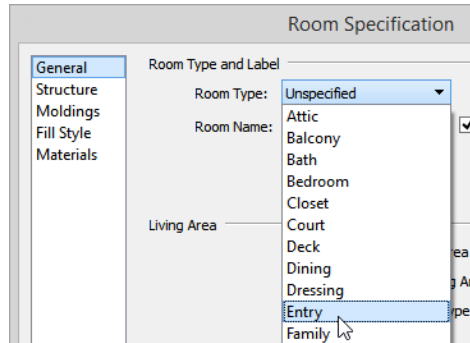 Room Specification
General
Structure
Moldings
Fill Style
Materials
Room Type and Label
Room Type: Unspecified
Room Name:
Attic
Balcony
Bath
Bedroom
Closet
Court
Deck
Dining
Dressing
Entry
Family
Living Area